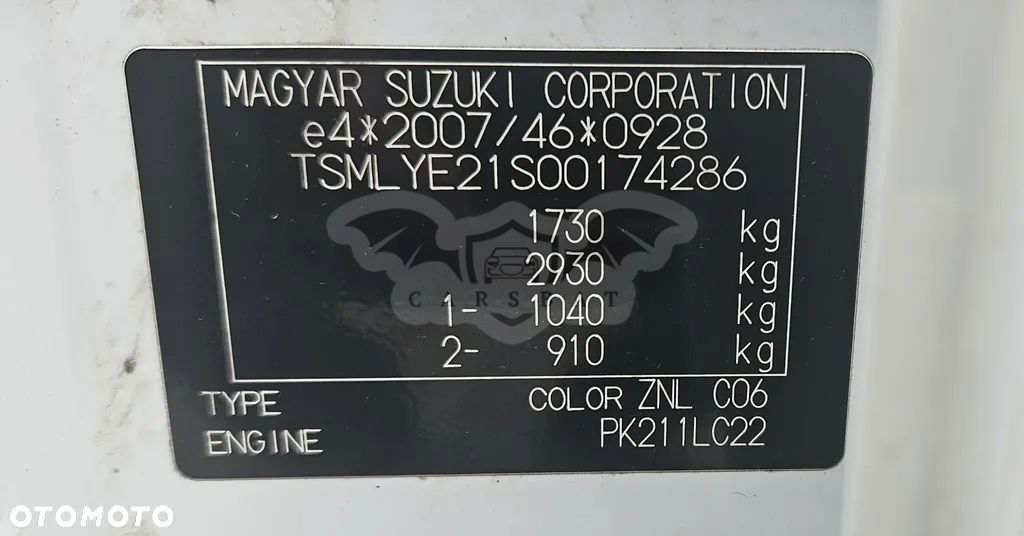 MAGYAR SUZUKI CORPORATION
e4*2007/46*0928
TSMLYE21S00174286
1730 kg
2930 kg
1- 1040 kg
2- 910 kg
CARSPOT
TYPE COLOR ZNL C06
ENGINE PK211LC22
OTOMOTO